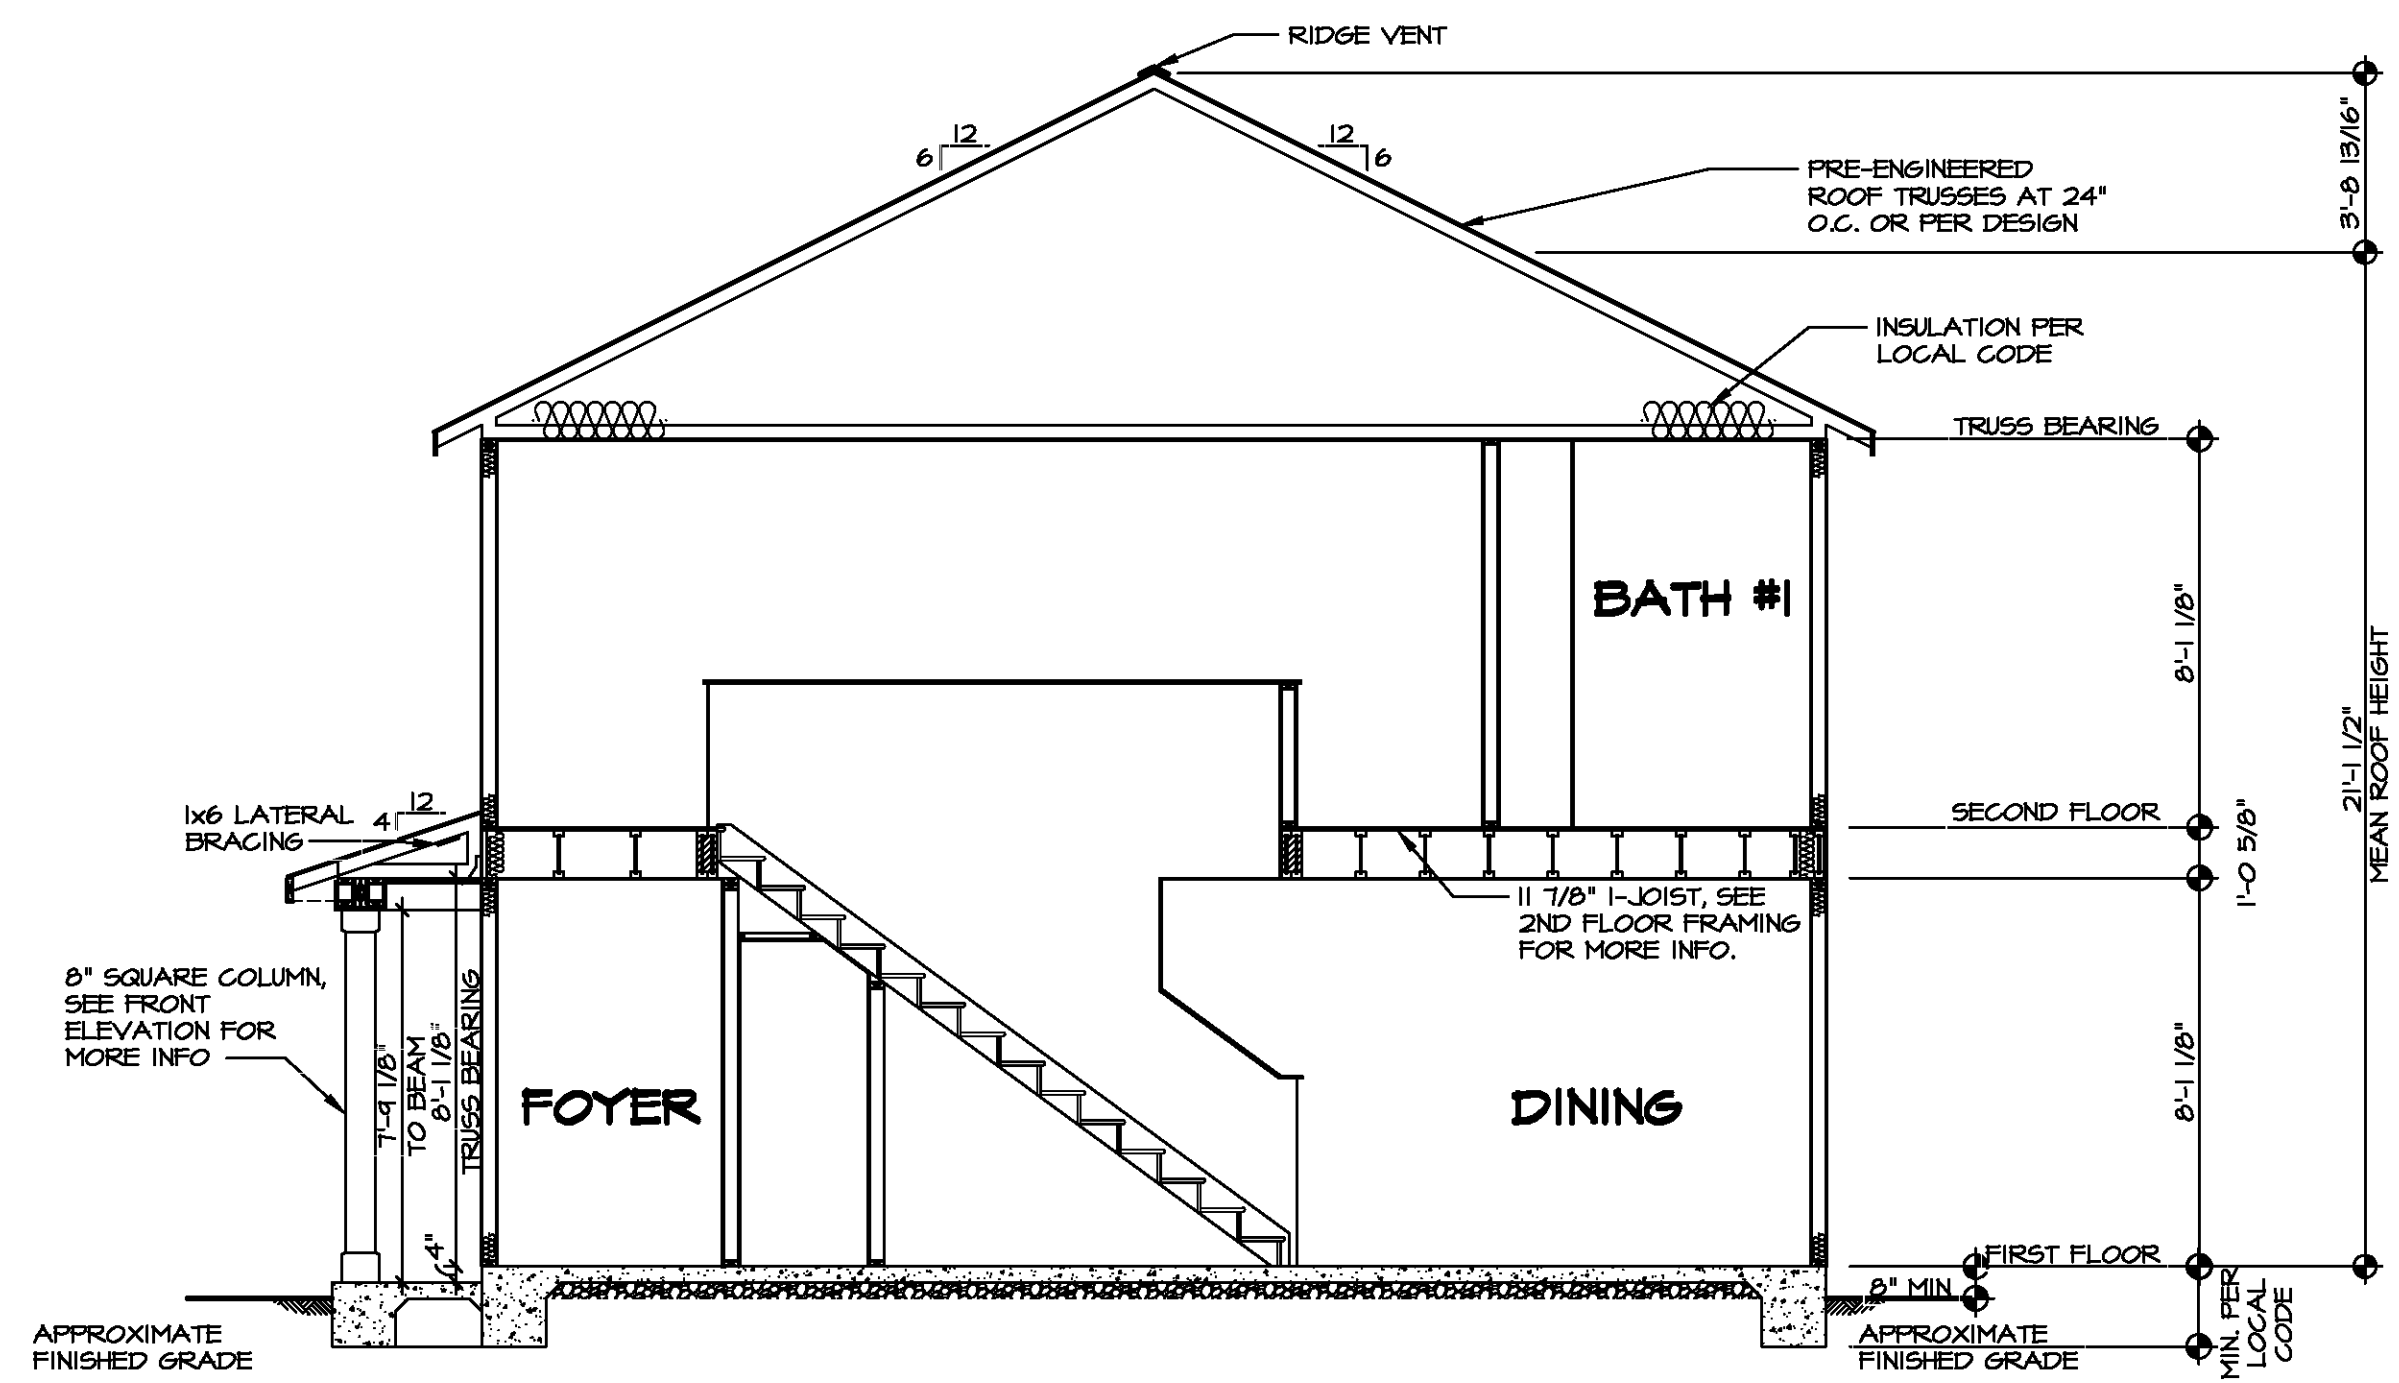 RIDGE VENT
12
6
12
6
PRE-ENGINEERED
ROOF TRUSSES AT 24"
O.C. OR PER DESIGN
3'-8 13/16"
INSULATION PER
LOCAL CODE
TRUSS BEARING
BATH #1
8'-1 1/8"
21'-1 1/2"
MEAN ROOF HEIGHT
1x6 LATERAL
BRACING
12
4
SECOND FLOOR
1'-0 5/8"
11 7/8" I-JOIST, SEE
2ND FLOOR FRAMING
FOR MORE INFO.
8" SQUARE COLUMN,
SEE FRONT
ELEVATION FOR
MORE INFO
7'-9 1/8"
TO BEAM
8'-1 1/8"
TRUSS BEARING
FOYER
DINING
8'-1 1/8"
4"
FIRST FLOOR
8" MIN
MIN. PER
LOCAL
CODE
APPROXIMATE
FINISHED GRADE
APPROXIMATE
FINISHED GRADE